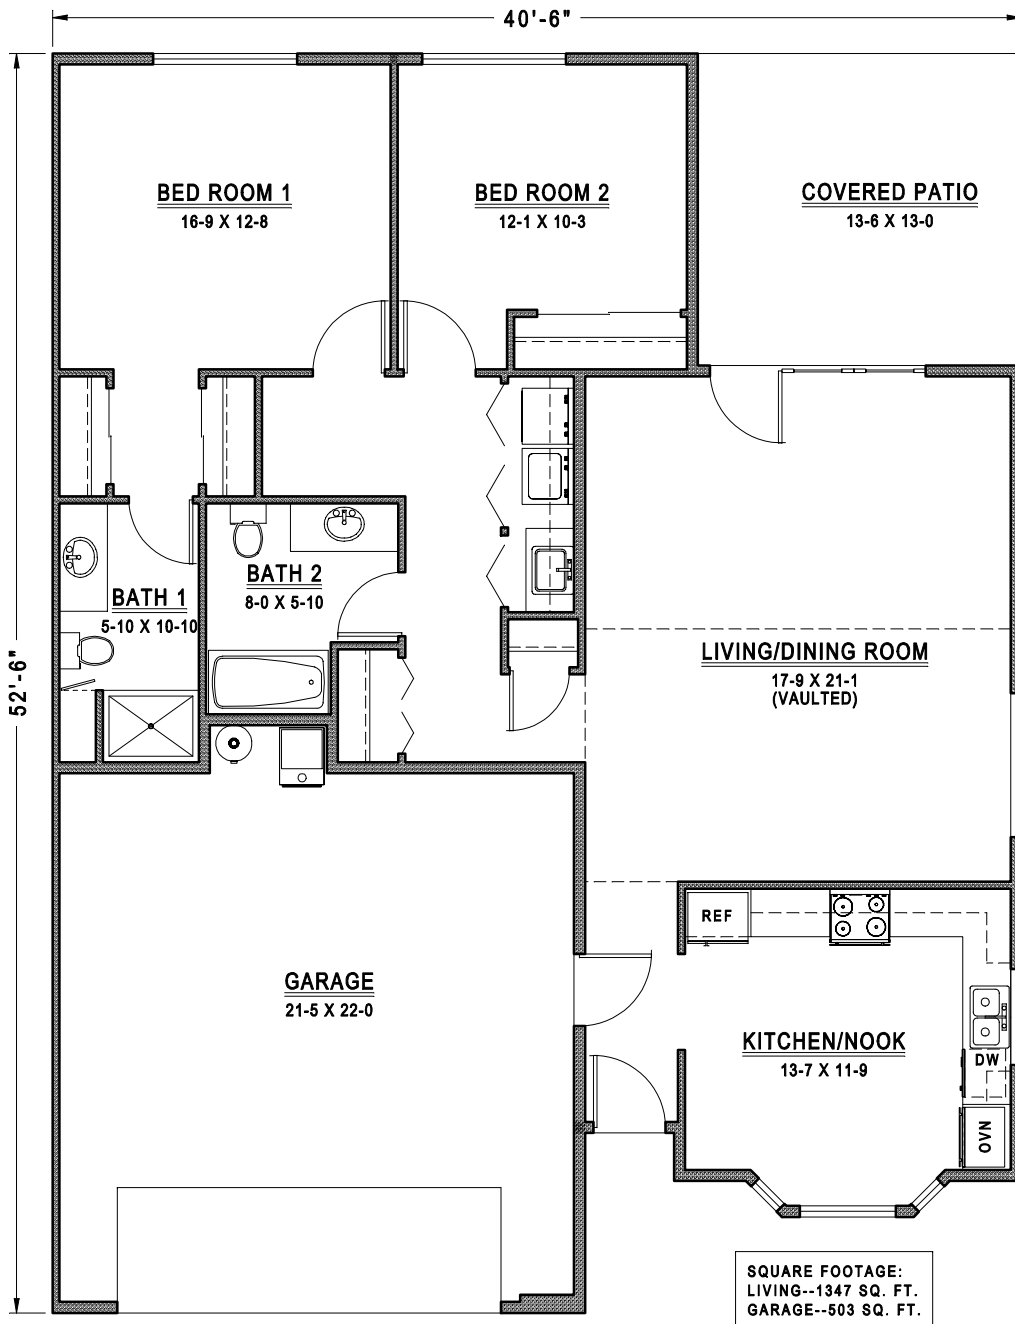 40'-6"
BED ROOM 1
16-9 X 12-8
BED ROOM 2
12-1 X 10-3
COVERED PATIO
13-6 X 13-0
52'-6"
BATH 1
5-10 X 10-10
BATH 2
8-0 X 5-10
LIVING/DINING ROOM
17-9 X 21-1
(VAULTED)
REF
GARAGE
21-5 X 22-0
KITCHEN/NOOK
13-7 X 11-9
DW
OVN
SQUARE FOOTAGE:
LIVING--1347 SQ. FT.
GARAGE--503 SQ. FT.